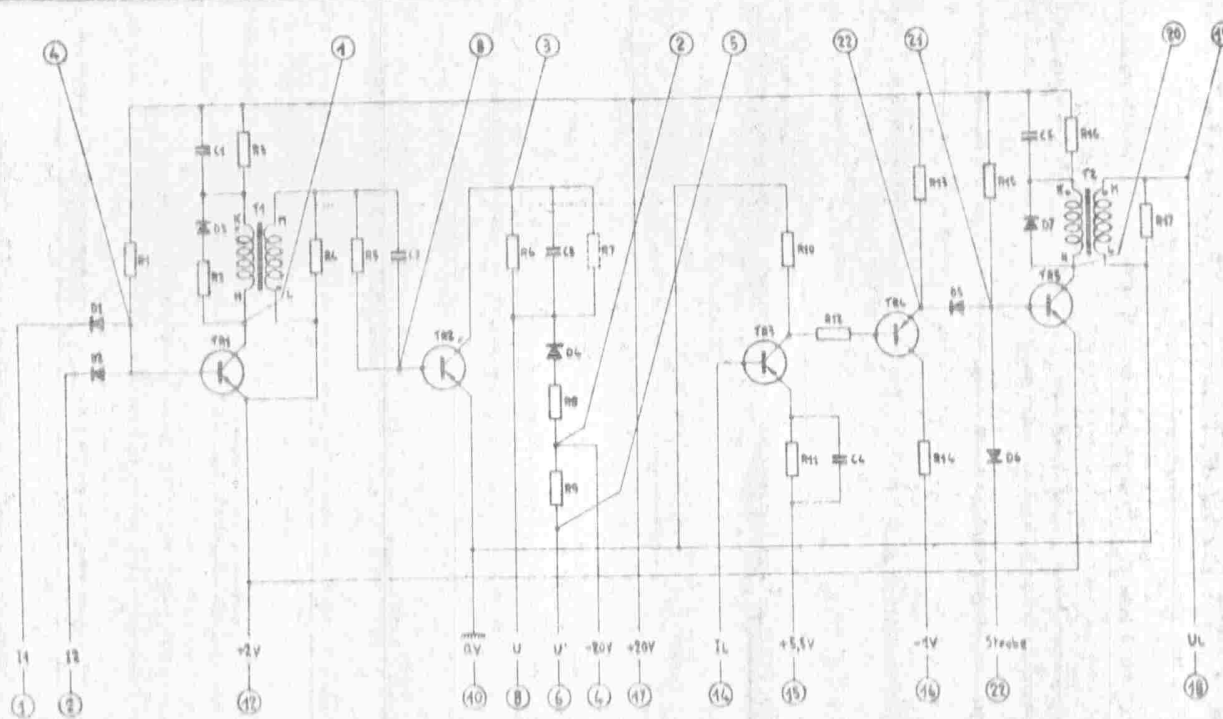 4 1 8 3 2 5 22 21 20
C1 R3 C5 R16
R13 R15
K T1 M K T2 M
D3 D7 R17
R1 R4 R5 C7 R6 C8 R7 R10
H L H
D1 TR5
D5
TR4
R12
D2 TR1 TR2 D4 TR3
R8
R11 C4 R14 D6
R9
I1 I2 +2V 0V U U' -20V +20V IL +5,5V -1V Strobe UL
1 2 12 10 8 6 4 17 14 15 16 22 18